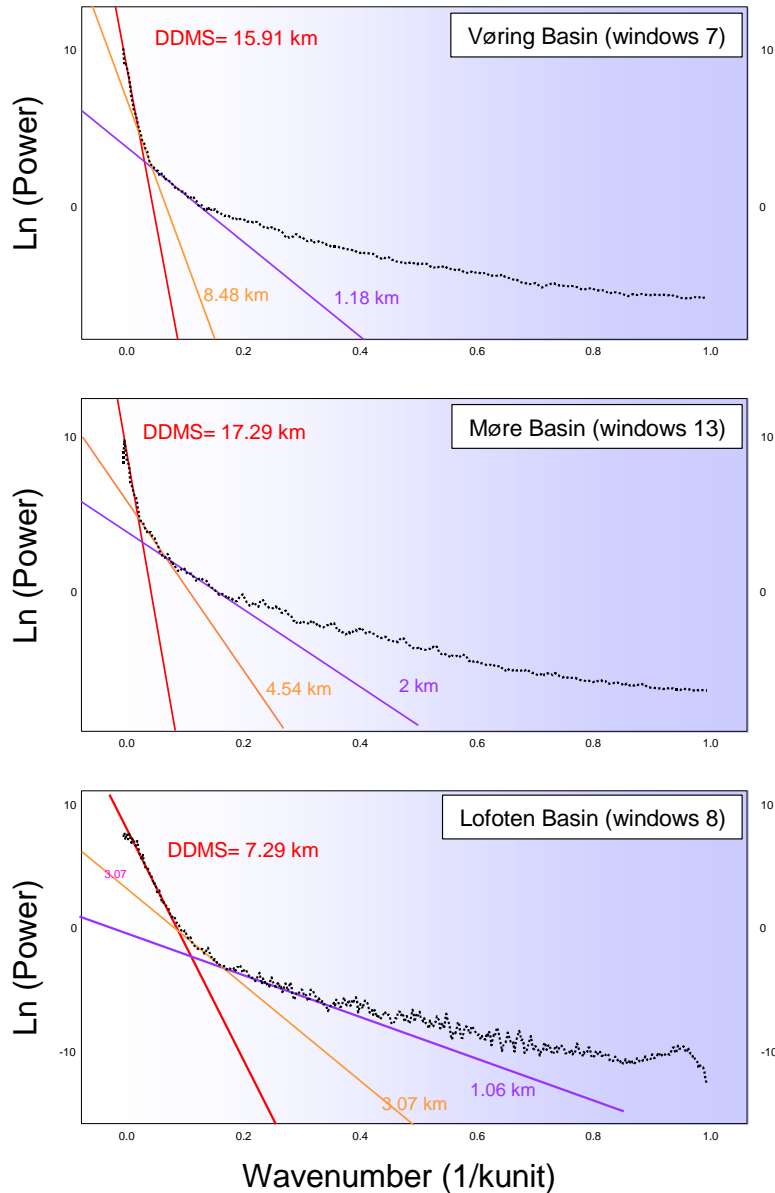 DDMS= 15.91 km
Vøring Basin (windows 7)
10 10
Ln (Power)
0 0
8.48 km
1.18 km
0.0 0.2 0.4 0.6 0.8 1.0
DDMS= 17.29 km
Møre Basin (windows 13)
10 10
Ln (Power)
0 0
4.54 km
2 km
0.0 0.2 0.4 0.6 0.8 1.0
10 10
Lofoten Basin (windows 8)
DDMS= 7.29 km
3.07
Ln (Power)
0 0
-10 -10
1.06 km
3.07 km
0.0 0.2 0.4 0.6 0.8 1.0
Wavenumber (1/kunit)